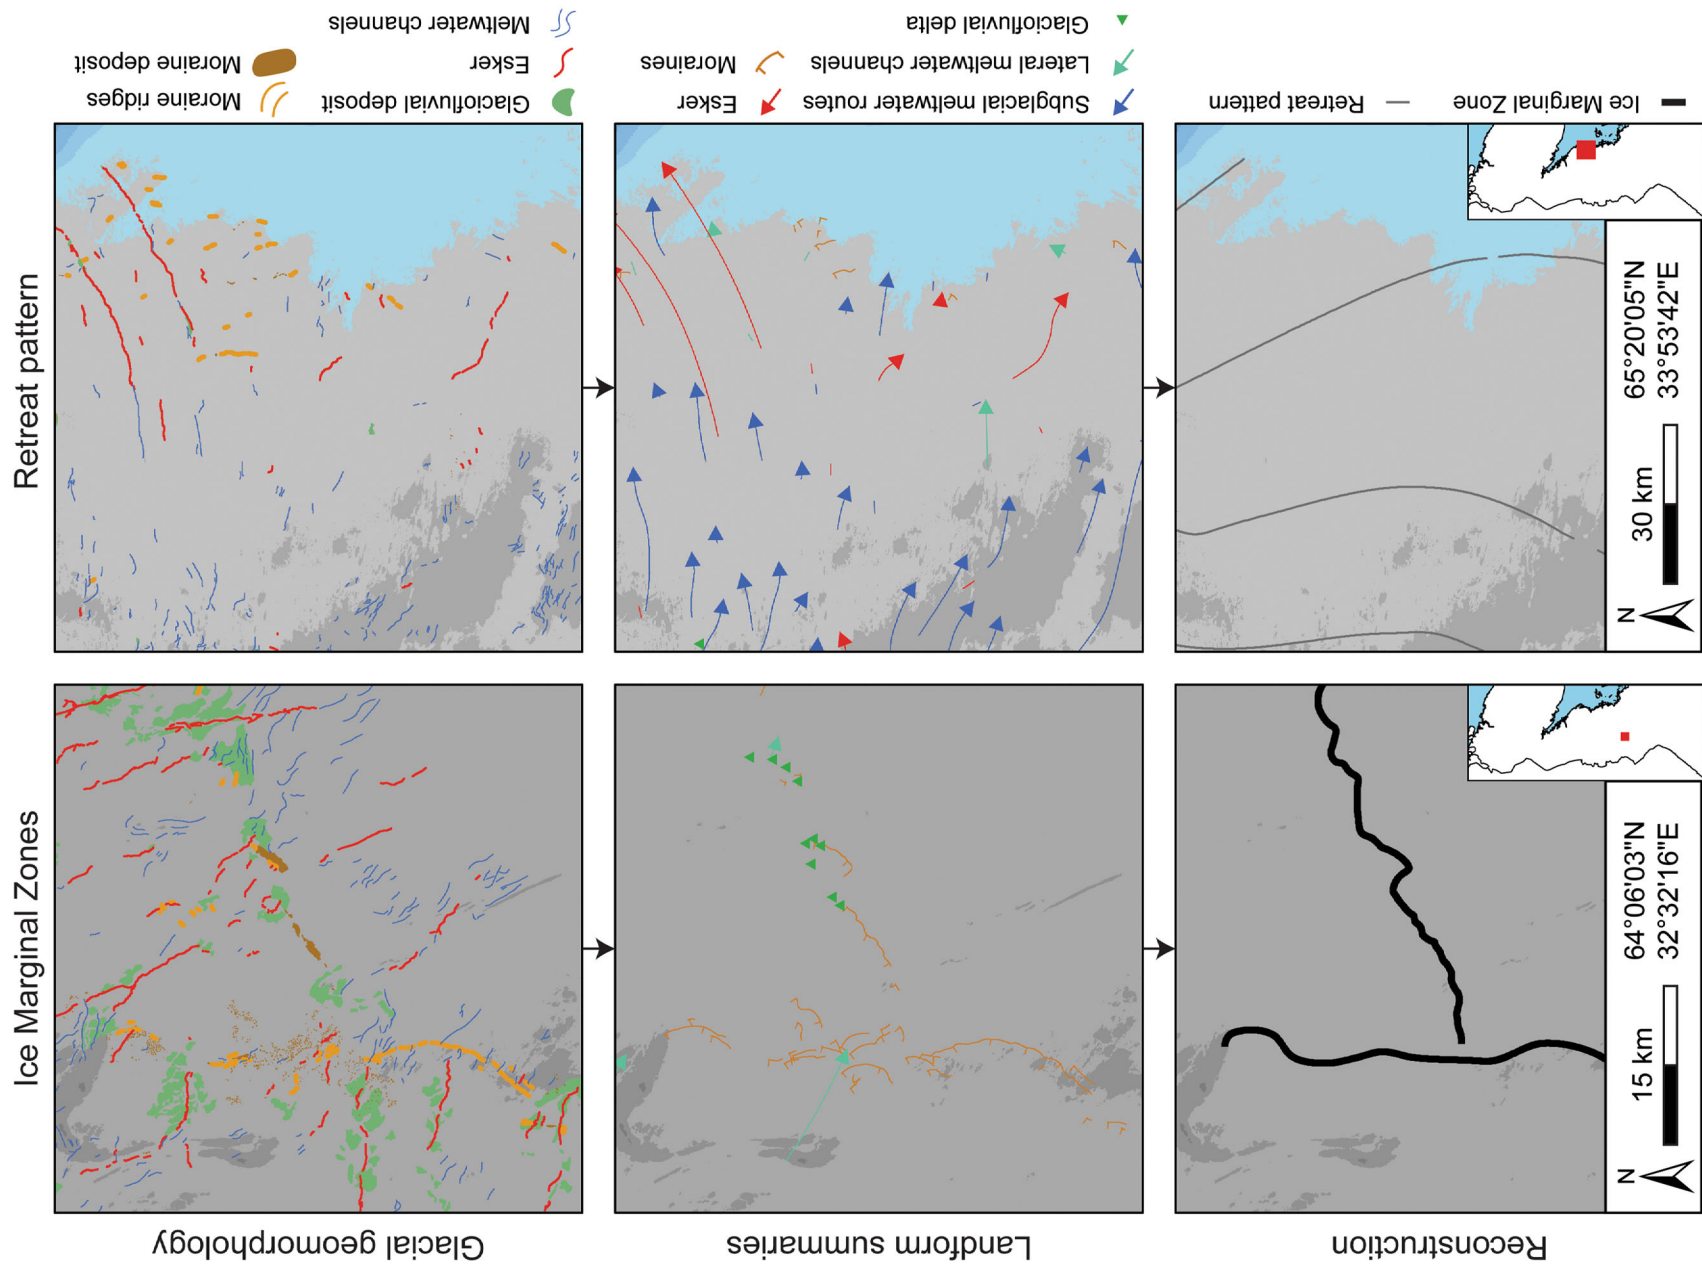 Ice Marginal Zones
Retreat pattern
Glacial geomorphology
Glaciofluvial deposit
Moraine ridges
Esker
Moraine deposit
Meltwater channels
Landform summaries
Subglacial meltwater routes
Esker
Lateral meltwater channels
Moraines
Glaciofluvial delta
Reconstruction
Ice Marginal Zone
Retreat pattern
N
15 km
64°06'03"N
32°32'16"E
N
30 km
65°20'05"N
33°53'42"E